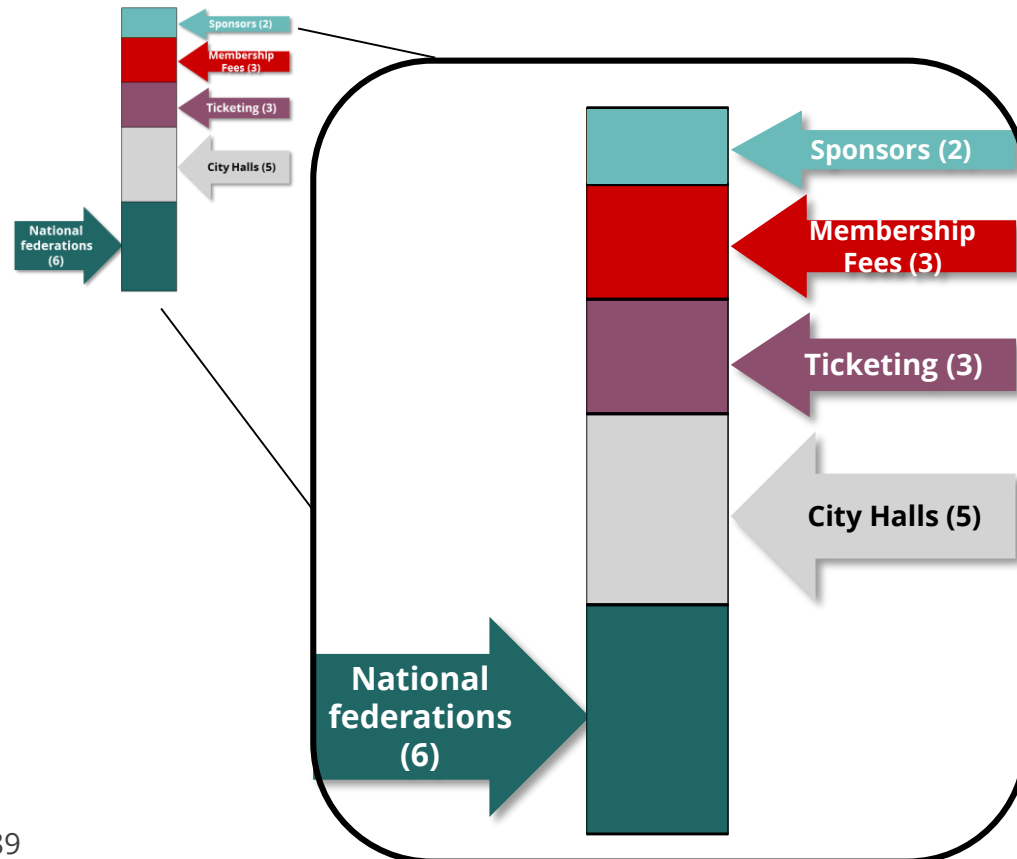 Sponsors (2)
Membership
Fees (3)
Ticketing (3)
City Halls (5)
National
federations
(6)
Sponsors (2)
Membership
Fees (3)
Ticketing (3)
City Halls (5)
National
federations
(6)
39